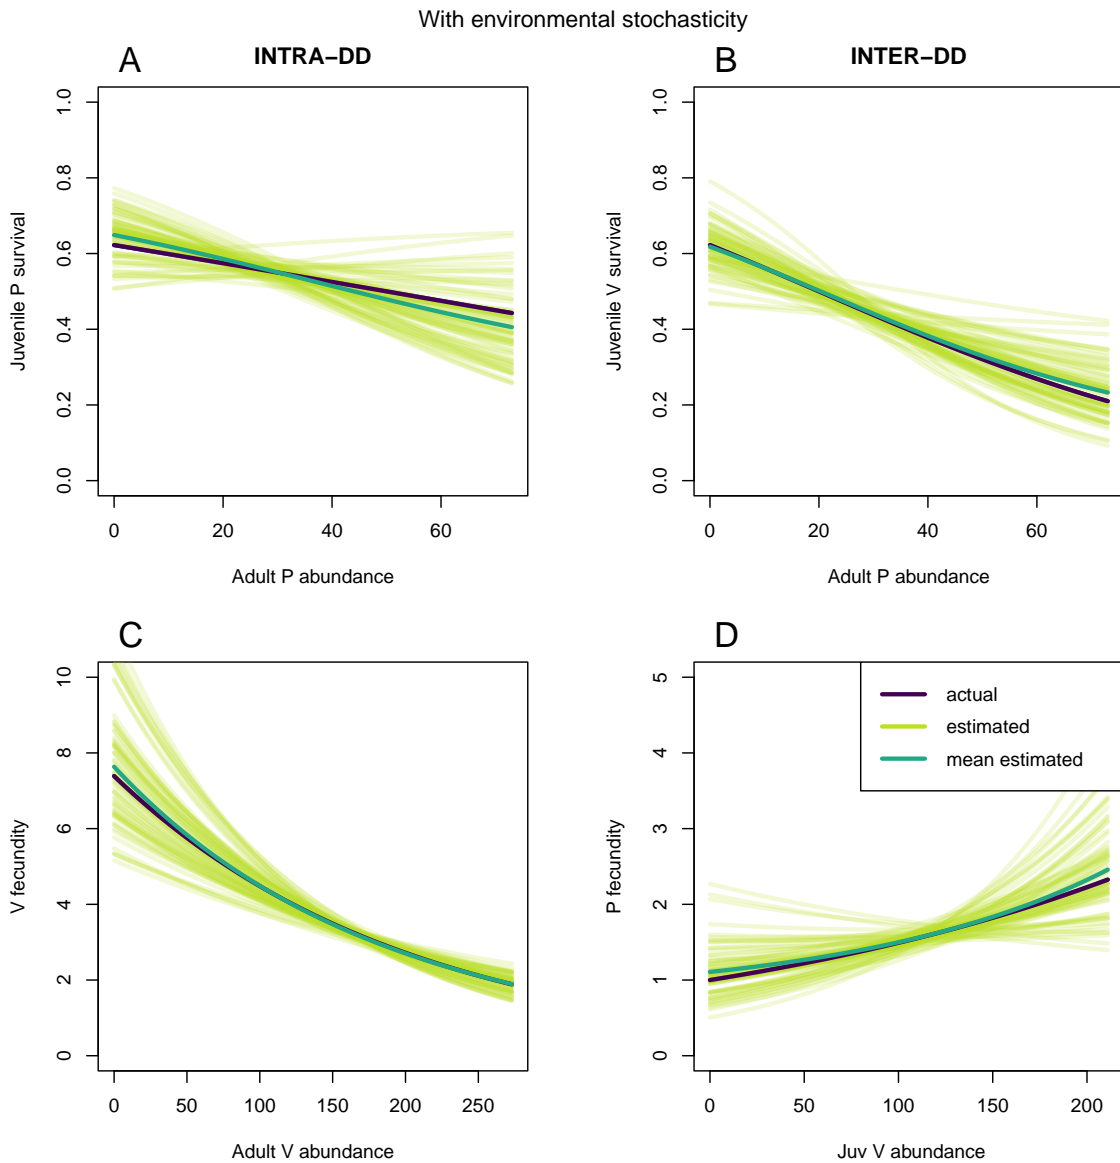 With environmental stochasticity
A
INTRA−DD
Juvenile P survival
1.0
0.8
0.6
0.4
0.2
0.0
0 20 40 60
Adult P abundance
B
INTER−DD
Juvenile V survival
1.0
0.8
0.6
0.4
0.2
0.0
0 20 40 60
Adult P abundance
C
V fecundity
10
8
6
4
2
0
0 50 100 150 200 250
Adult V abundance
D
P fecundity
5
4
3
2
1
0
actual
estimated
mean estimated
0 50 100 150 200
Juv V abundance